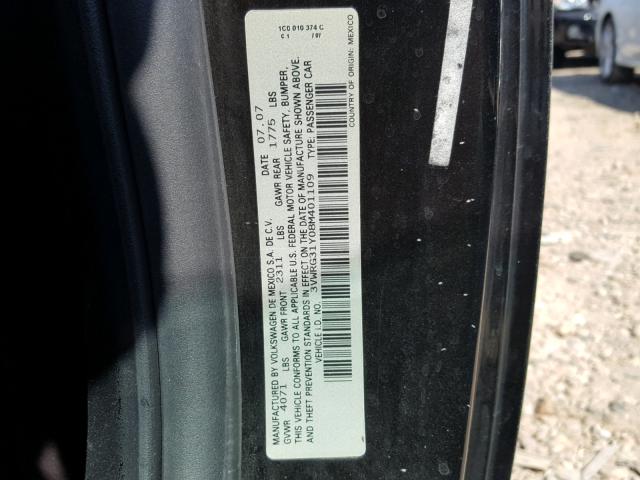 1C0 010 374 C
C 1 / 07
MANUFACTURED BY VOLKSWAGEN DE MEXICO S.A. DE C.V. DATE 07.07
GVWR 4071 LBS GAWR FRONT 2311 LBS GAWR REAR 1775 LBS
THIS VEHICLE CONFORMS TO ALL APPLICABLE U.S. FEDERAL MOTOR VEHICLE SAFETY, BUMPER,
AND THEFT PREVENTION STANDARDS IN EFFECT ON THE DATE OF MANUFACTURE SHOWN ABOVE.
VEHICLE I.D. NO. 3VWRG31Y08M401109 TYPE: PASSENGER CAR
COUNTRY OF ORIGIN: MEXICO